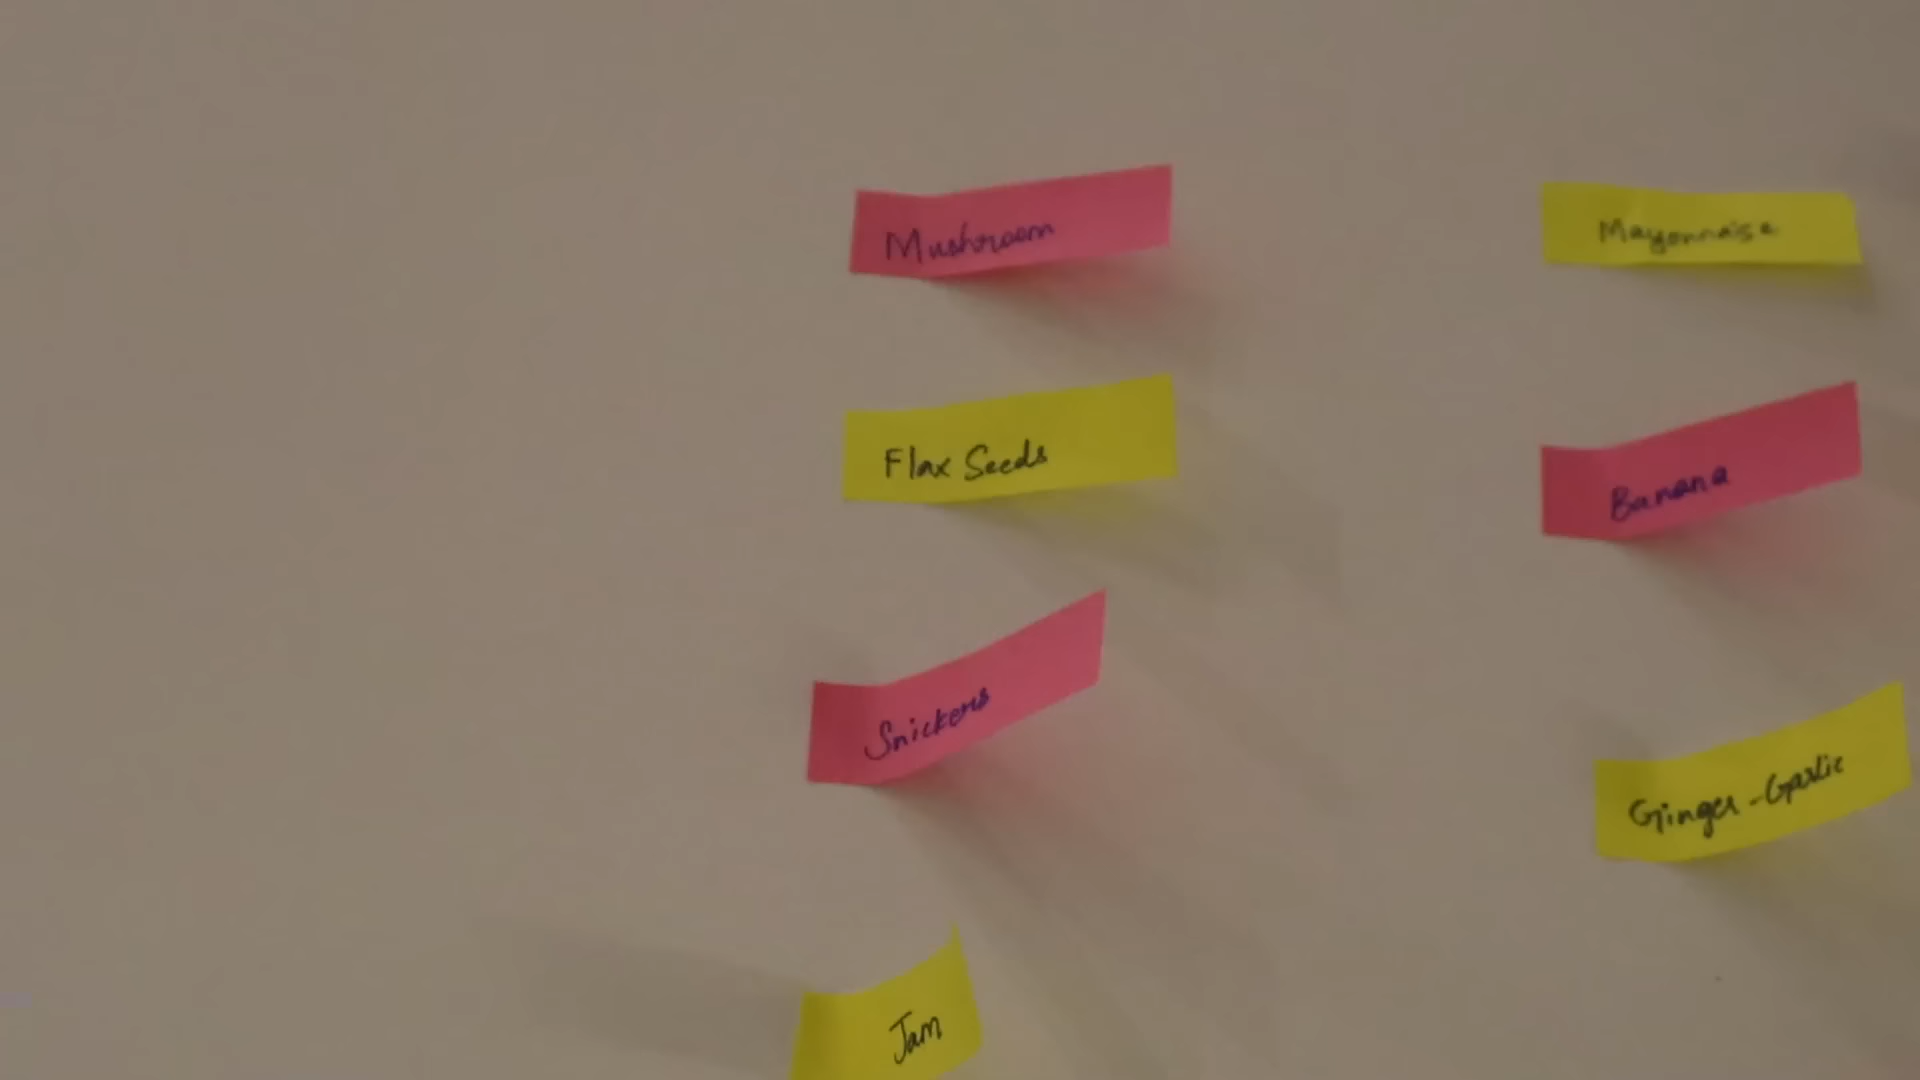 Mushroom
Flax Seeds
Snickers
Jam
Mayonnaise
Banana
Ginger-Garlic